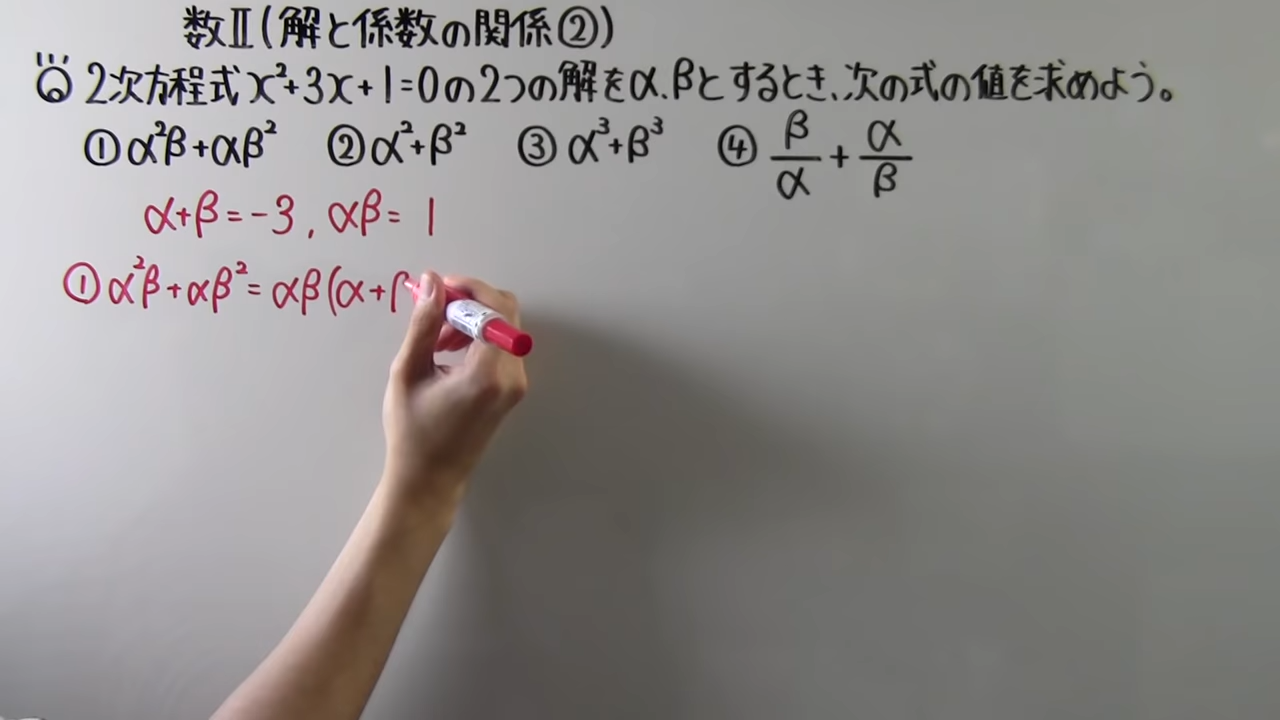 数Ⅱ(解と係数の関係②)
Q 2次方程式x²+3x+1=0の2つの解をα、βとするとき、次の式の値を求めよう。
①α²β+αβ² ②α²+β² ③α³+β³ ④β/α+α/β
α+β=-3, αβ=1
①α²β+αβ²=αβ(α+β